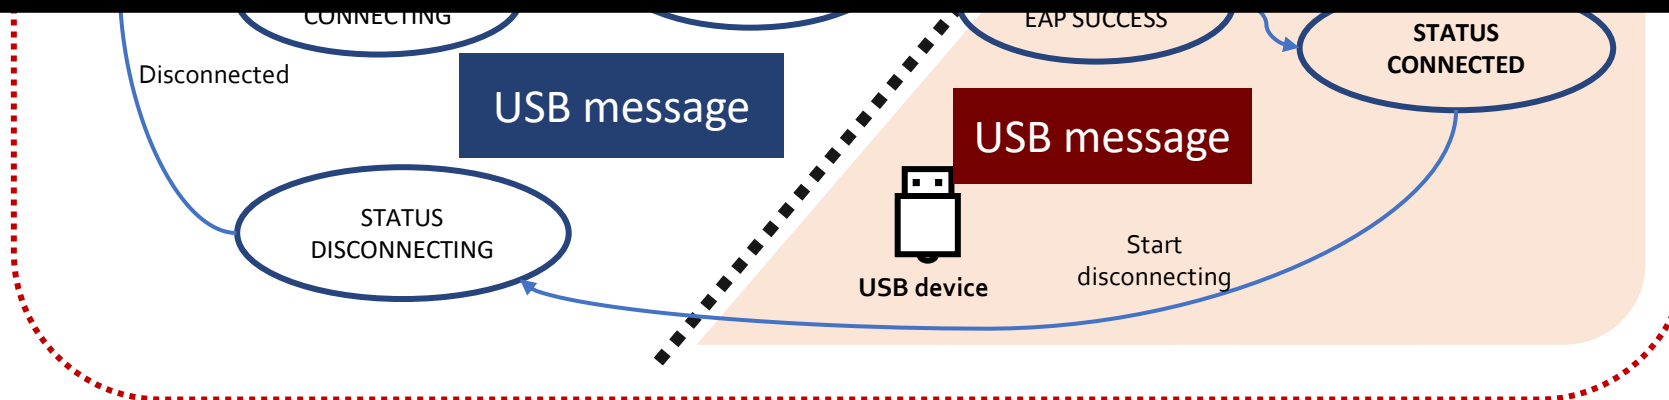 CONNECTING
EAP SUCCESS
STATUS
CONNECTED
Disconnected
USB message
USB message
STATUS
DISCONNECTING
Start
disconnecting
USB device